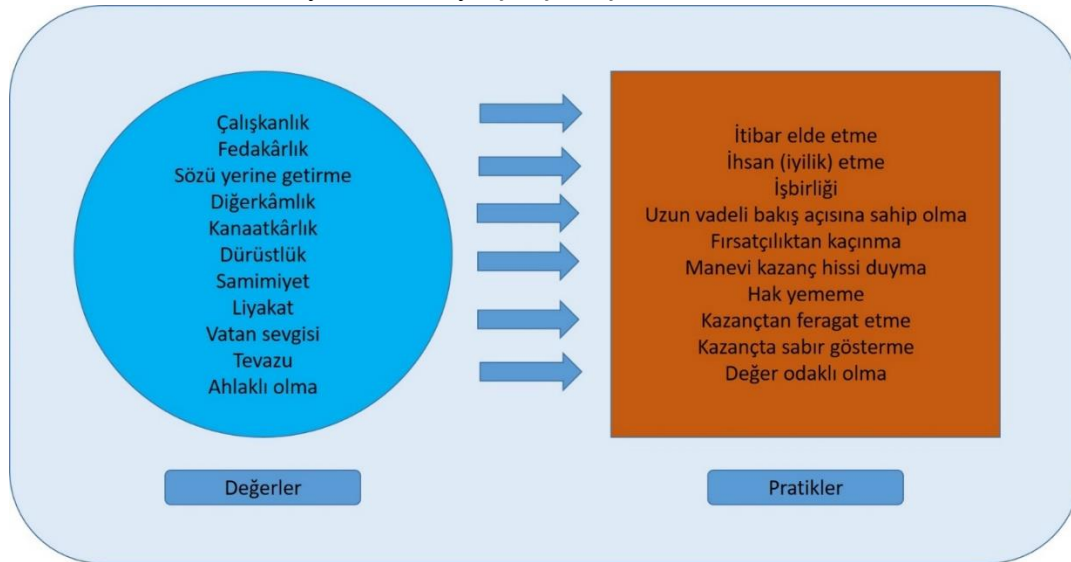 Çalışkanlık
Fedakârlık
Sözü yerine getirme
Diğerkâmlık
Kanaatkârlık
Dürüstlük
Samimiyet
Liyakat
Vatan sevgisi
Tevazu
Ahlaklı olma
Değerler
İtibar elde etme
İhsan (iyilik) etme
İşbirliği
Uzun vadeli bakış açısına sahip olma
Fırsatçılıktan kaçınma
Manevi kazanç hissi duyma
Hak yememe
Kazançtan feragat etme
Kazançta sabır gösterme
Değer odaklı olma
Pratikler